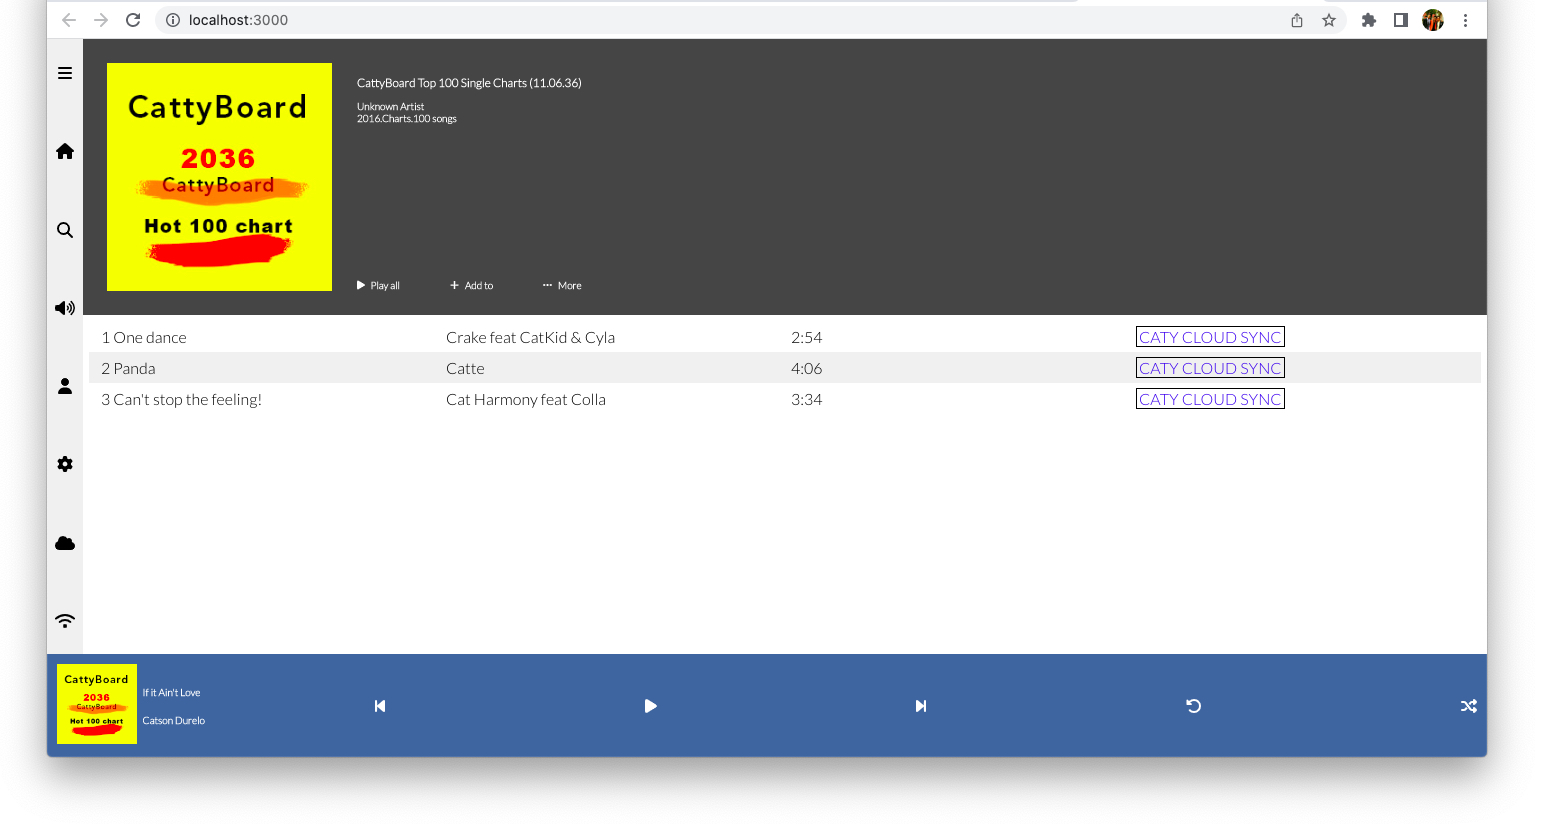 localhost:3000
CattyBoard
2036
CattyBoard
Hot 100 chart
CattyBoard Top 100 Single Charts (11.06.36)
Unknown Artist
2016.Charts.100 songs
Play all Add to More
1 One dance Crake feat CatKid & Cyla 2:54 CATY CLOUD SYNC
2 Panda Catte 4:06 CATY CLOUD SYNC
3 Can't stop the feeling! Cat Harmony feat Colla 3:34 CATY CLOUD SYNC
CattyBoard
2036
CattyBoard
Hot 100 chart
If it Ain't Love
Catson Durelo